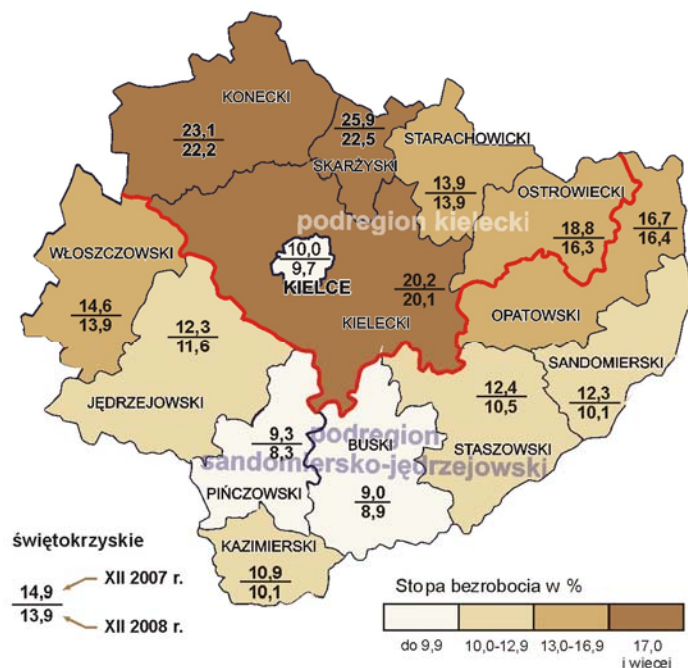 KONECKI
23,1
22,2
25,9
22,5
SKARŻYSKI
STARACHOWICKI
13,9
13,9
OSTROWIECKI
18,8
16,3
16,7
16,4
podregion kielecki
WŁOSZCZOWSKI
14,6
13,9
10,0
9,7
KIELCE
20,2
20,1
KIELECKI
OPATOWSKI
SANDOMIERSKI
12,3
10,1
12,3
11,6
JĘDRZEJOWSKI
12,4
10,5
STASZOWSKI
9,3
8,3
PIŃCZOWSKI
BUSKI
9,0
8,9
podregion
sandomiersko-jędrzejowski
KAZIMIERSKI
10,9
10,1
świętokrzyskie
14,9
13,9
XII 2007 r.
XII 2008 r.
Stopa bezrobocia w %
do 9,9 10,0-12,9 13,0-16,9 17,0
i więcej